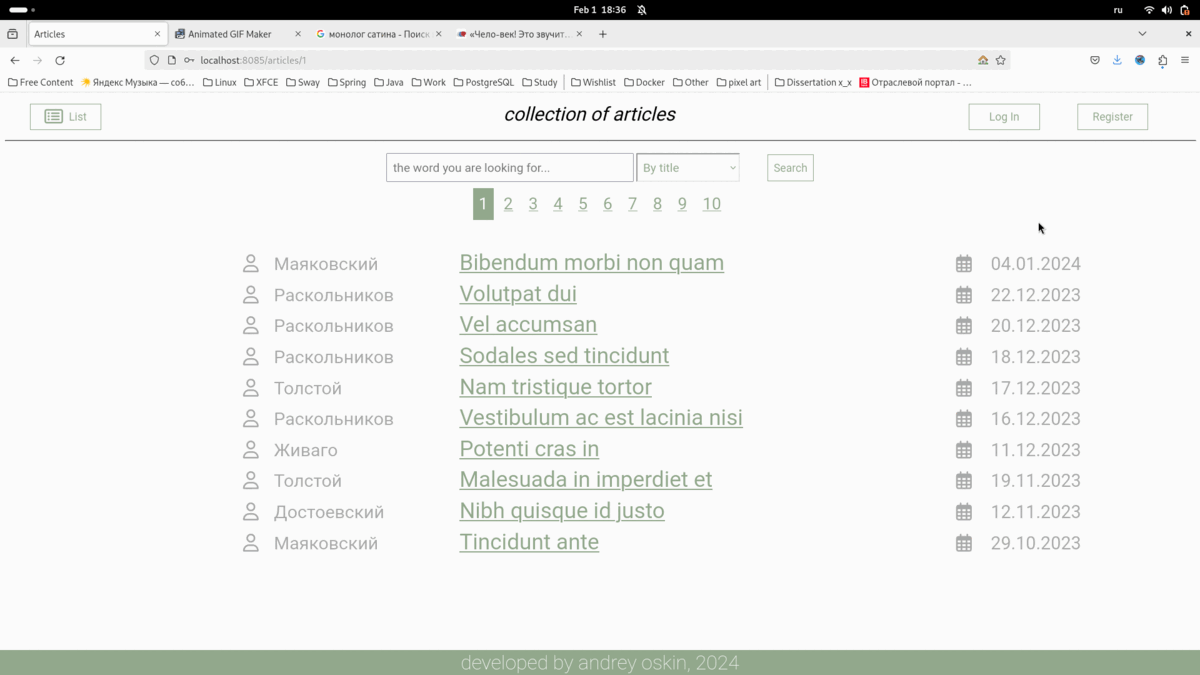 Feb 1 18:36
ru
Articles
Animated GIF Maker
монолог сатина - Поиск
«Чело-век! Это звучит...
localhost:8085/articles/1
Free Content Яндекс Музыка — соб... Linux XFCE Sway Spring Java Work PostgreSQL Study Wishlist Docker Other pixel art Dissertation x_x Отраслевой портал - ...
List
collection of articles
Log In
Register
the word you are looking for...
By title
Search
1 2 3 4 5 6 7 8 9 10
Маяковский Bibendum morbi non quam 04.01.2024
Раскольников Volutpat dui 22.12.2023
Раскольников Vel accumsan 20.12.2023
Раскольников Sodales sed tincidunt 18.12.2023
Толстой Nam tristique tortor 17.12.2023
Раскольников Vestibulum ac est lacinia nisi 16.12.2023
Живаго Potenti cras in 11.12.2023
Толстой Malesuada in imperdiet et 19.11.2023
Достоевский Nibh quisque id justo 12.11.2023
Маяковский Tincidunt ante 29.10.2023
developed by andrey oskin, 2024